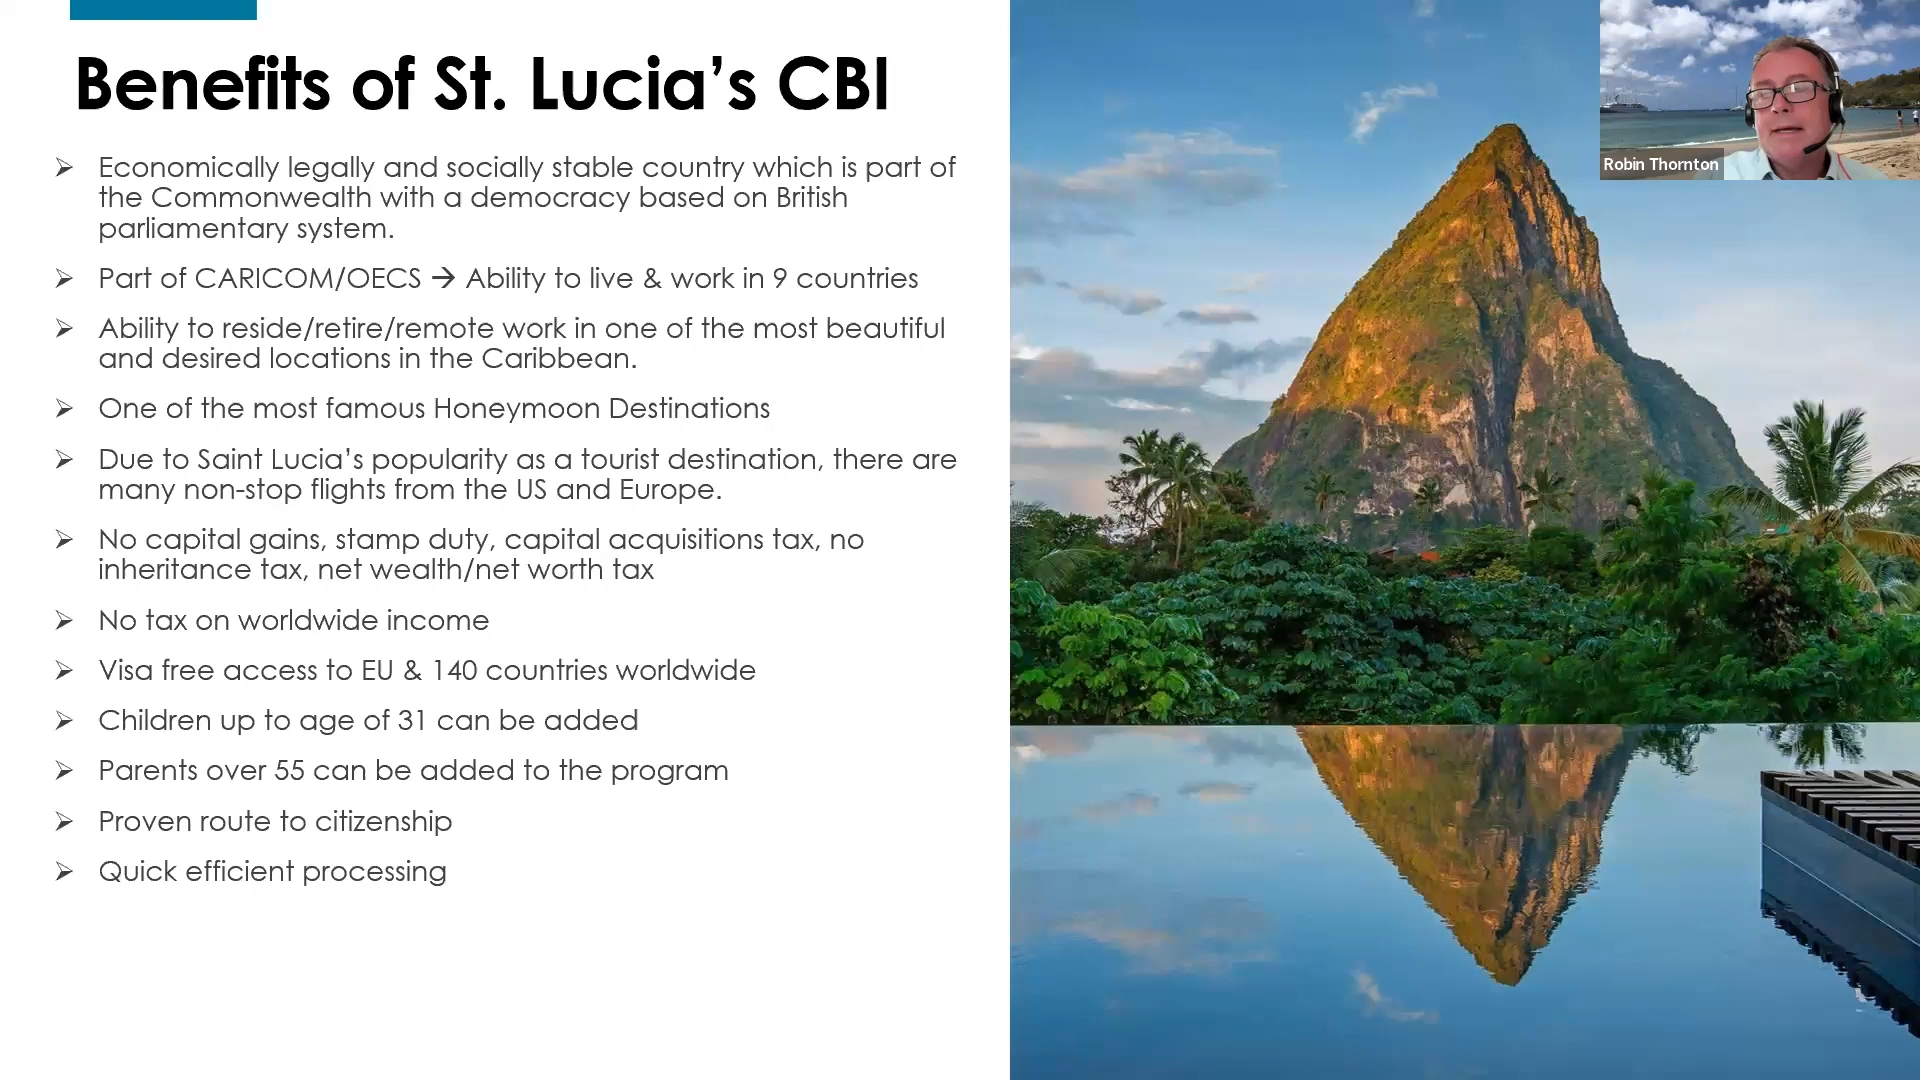 Benefits of St. Lucia’s CBI
➢ Economically legally and socially stable country which is part of
the Commonwealth with a democracy based on British
parliamentary system.
➢ Part of CARICOM/OECS → Ability to live & work in 9 countries
➢ Ability to reside/retire/remote work in one of the most beautiful
and desired locations in the Caribbean.
➢ One of the most famous Honeymoon Destinations
➢ Due to Saint Lucia’s popularity as a tourist destination, there are
many non-stop flights from the US and Europe.
➢ No capital gains, stamp duty, capital acquisitions tax, no
inheritance tax, net wealth/net worth tax
➢ No tax on worldwide income
➢ Visa free access to EU & 140 countries worldwide
➢ Children up to age of 31 can be added
➢ Parents over 55 can be added to the program
➢ Proven route to citizenship
➢ Quick efficient processing
Robin Thornton